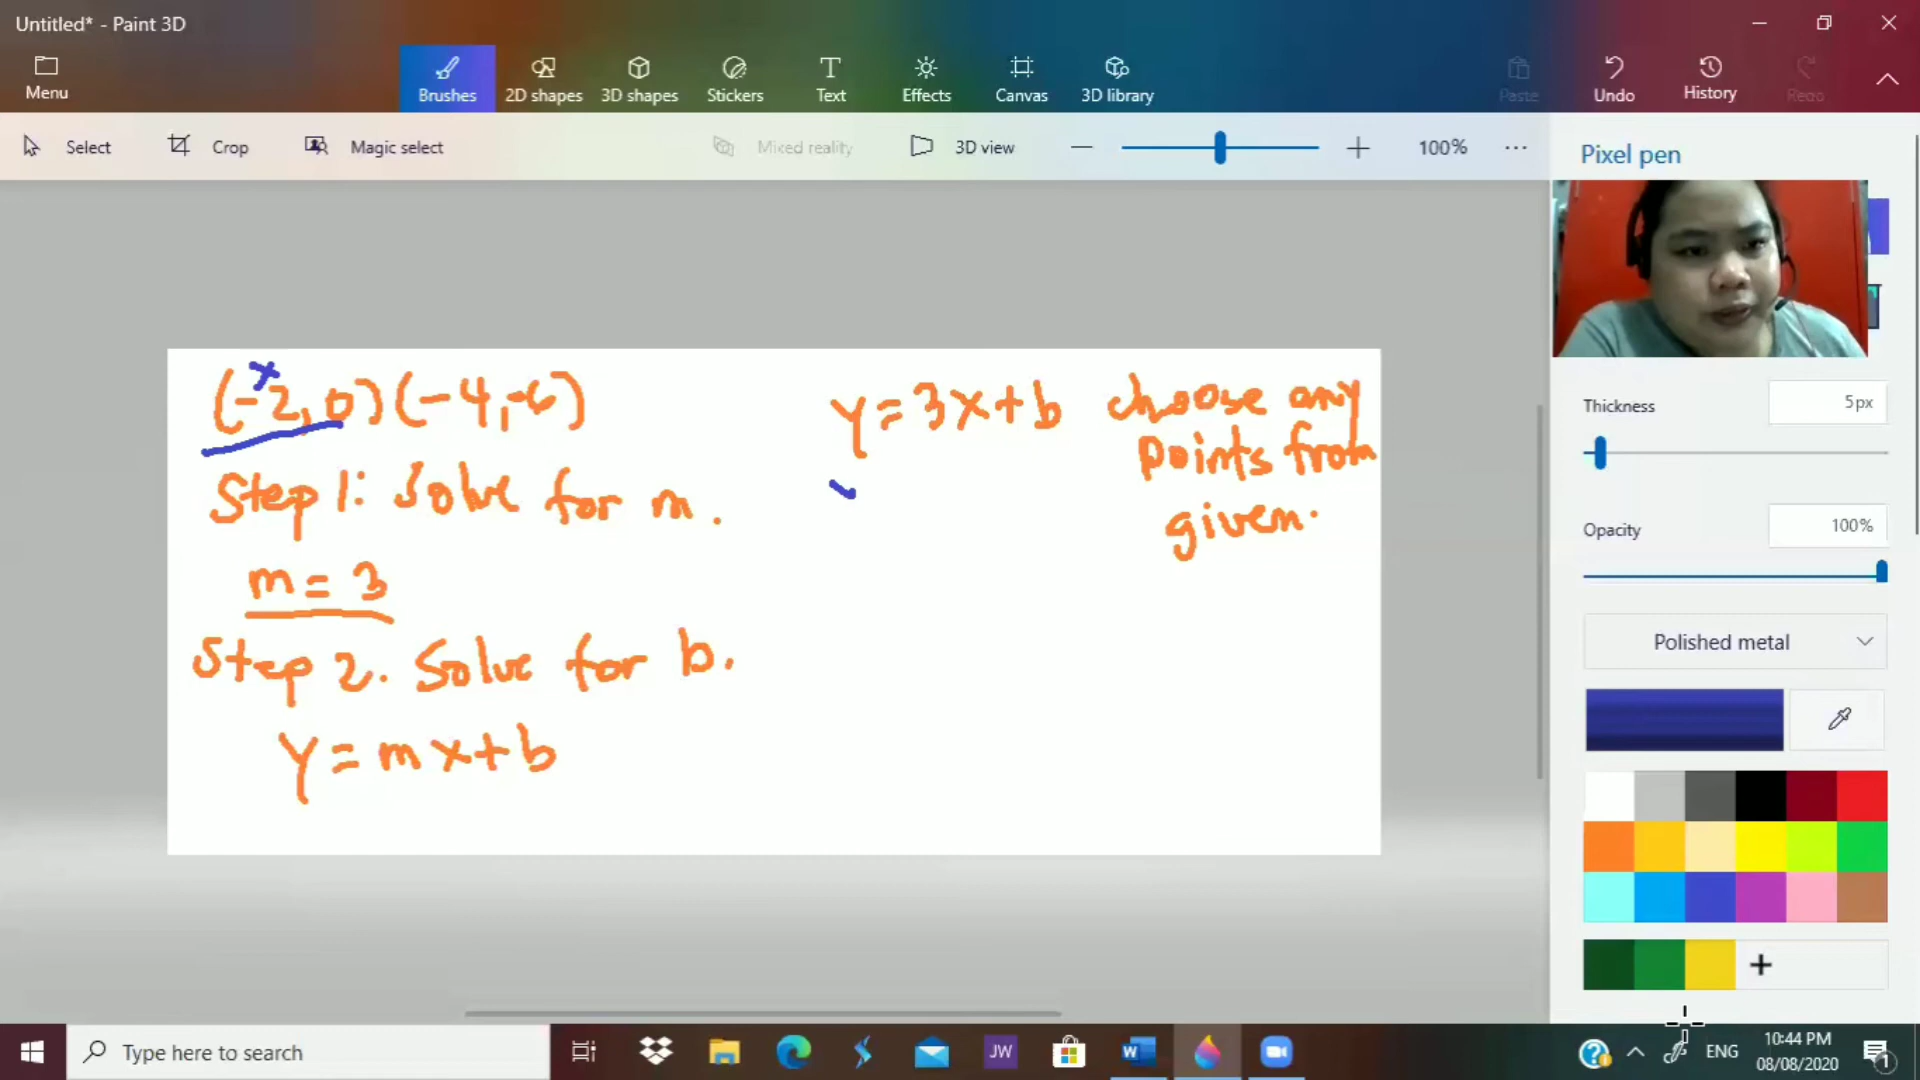 Untitled* - Paint 3D
Menu
Brushes
2D shapes
3D shapes
Stickers
Text
Effects
Canvas
3D library
Paste
Undo
History
Redo
Select
Crop
Magic select
Mixed reality
3D view
100%
Pixel pen
Thickness
5px
Opacity
100%
Polished metal
x
(-2,0)(-4,-6)
Step 1: Solve for m.
m = 3
Step 2. Solve for b.
y = mx+b
y=3x+b
choose any
points from
given.
Type here to search
JW
W
ENG
10:44 PM
08/08/2020
1